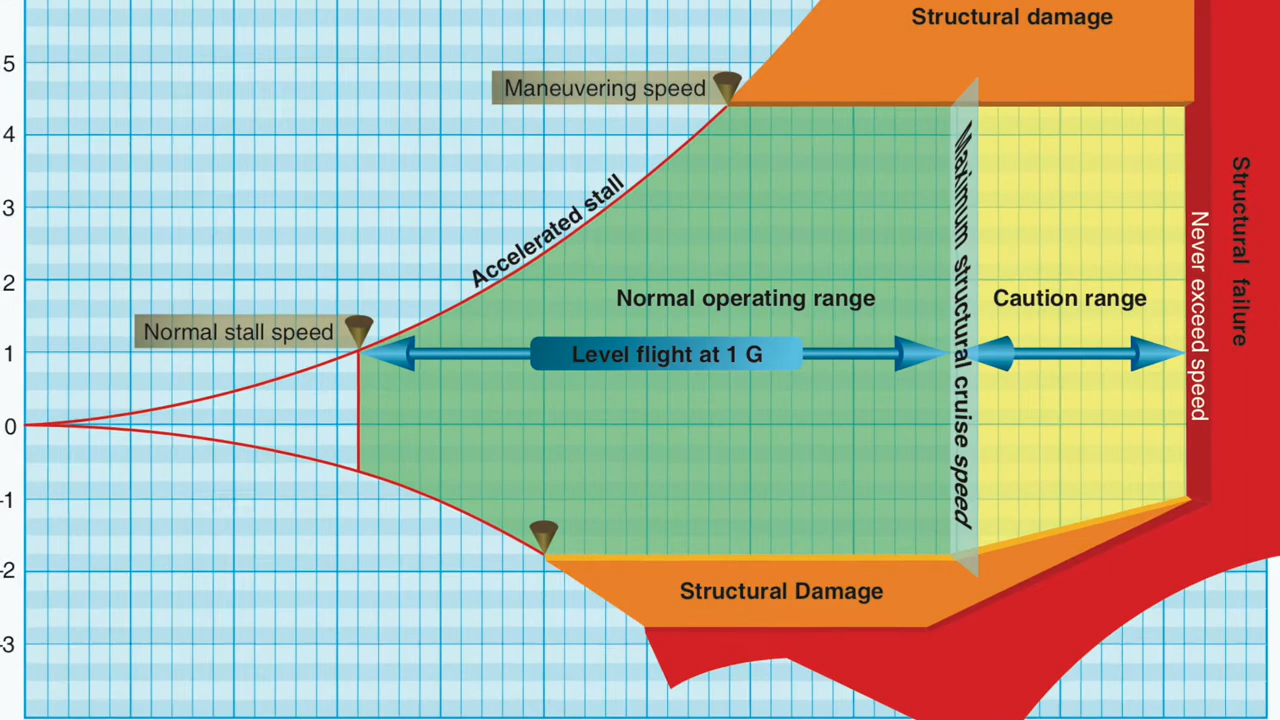 Structural damage
5
Maneuvering speed
4
Structural failure
3
Accelerated stall
Maximum structural cruise speed
Never exceed speed
2
Normal operating range
Caution range
Normal stall speed
1
Level flight at 1 G
0
-1
-2
Structural Damage
-3